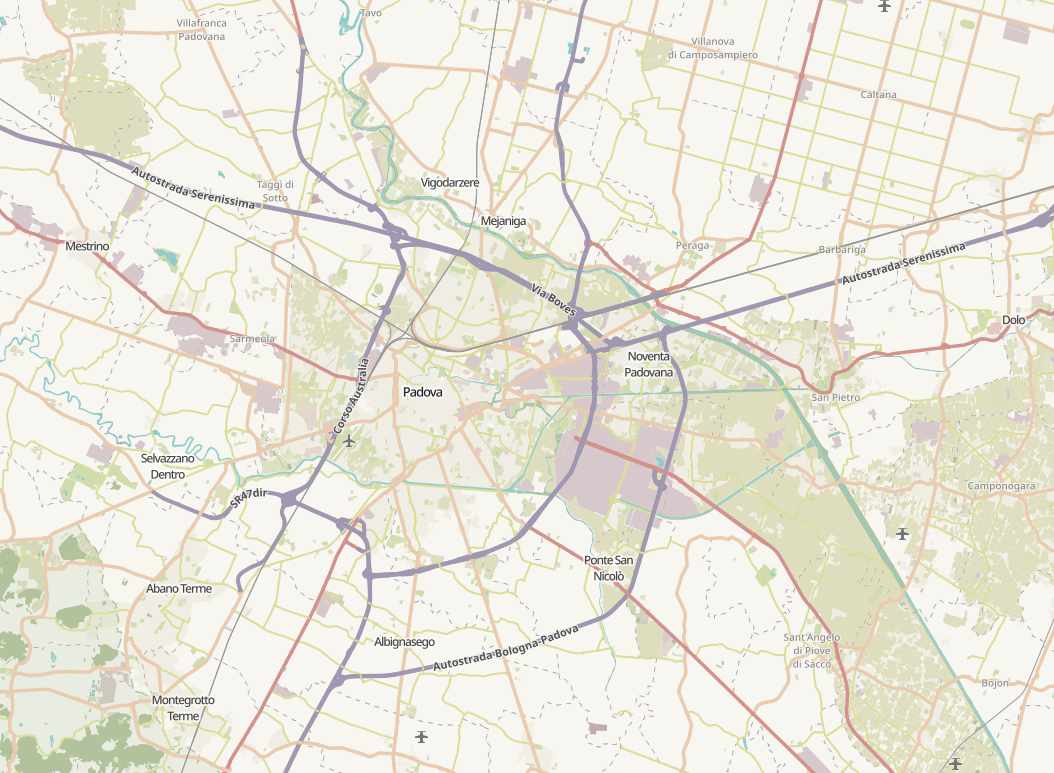 Tavo
Villafranca
Padovana
Villanova
di Camposampiero
Caltana
Autostrada Serenissima
Taggì di
Sotto
Vigodarzere
Mejaniga
Mestrino
Peraga
Barbariga
Autostrada Serenissima
Via Boves
Dolo
Sarmeola
Noventa
Padovana
Corso Australia
Padova
San Pietro
Selvazzano
Dentro
SR47dir
Camponogara
Ponte San
Nicolò
Abano Terme
Albignasego
Autostrada Bologna-Padova
Sant'Angelo
di Piove
di Sacco
Bojon
Montegrotto
Terme